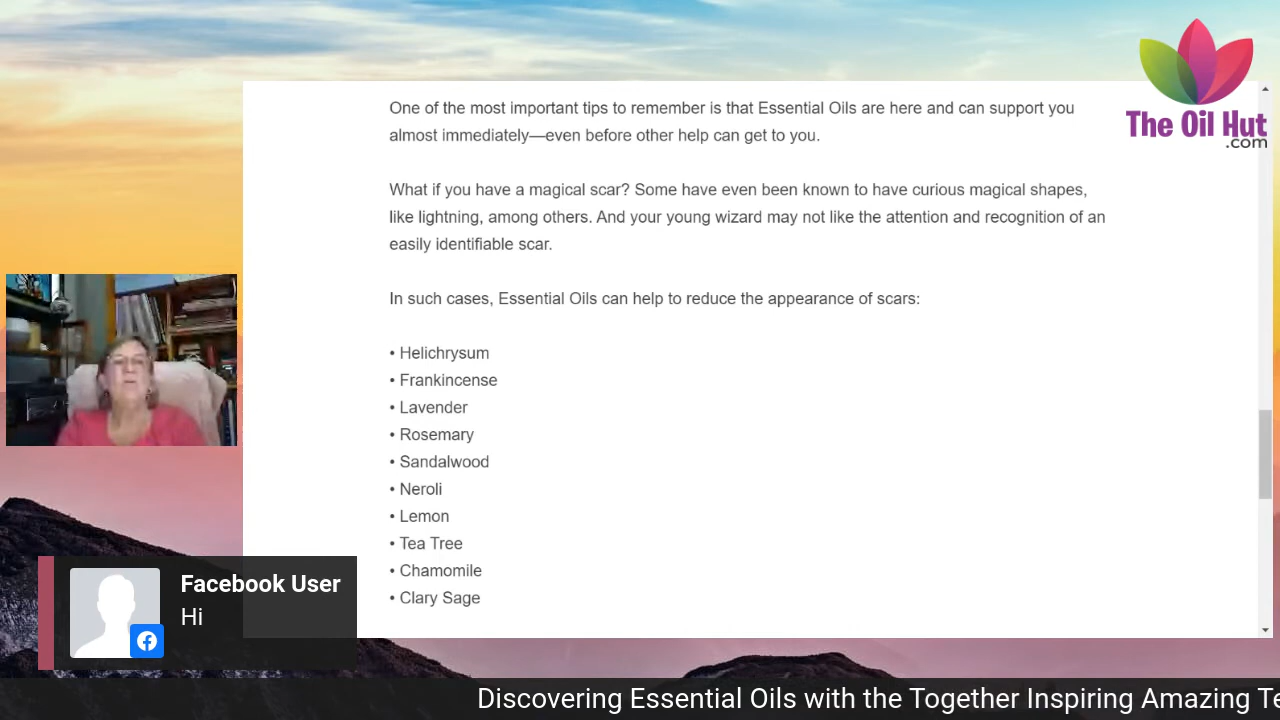 The Oil Hut
.com
One of the most important tips to remember is that Essential Oils are here and can support you
almost immediately—even before other help can get to you.
What if you have a magical scar? Some have even been known to have curious magical shapes,
like lightning, among others. And your young wizard may not like the attention and recognition of an
easily identifiable scar.
In such cases, Essential Oils can help to reduce the appearance of scars:
• Helichrysum
• Frankincense
• Lavender
• Rosemary
• Sandalwood
• Neroli
• Lemon
• Tea Tree
• Chamomile
• Clary Sage
Facebook User
Hi
Discovering Essential Oils with the Together Inspiring Amazing Te